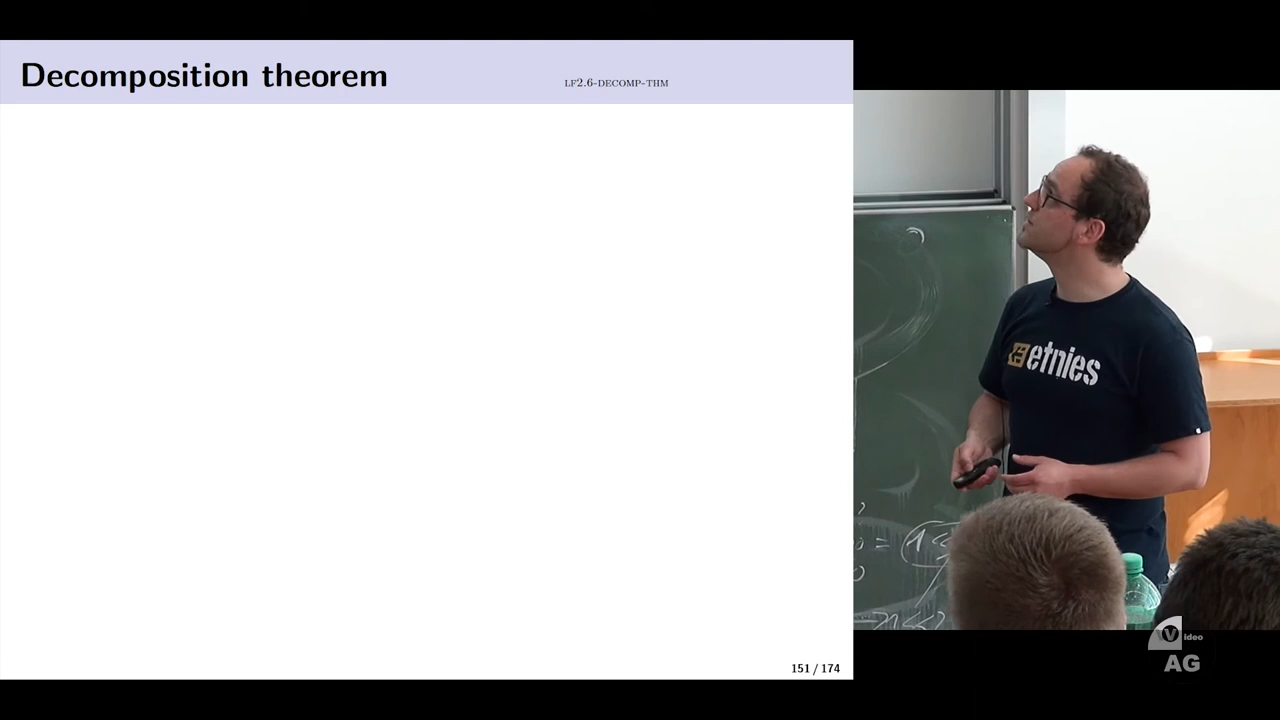 Decomposition theorem
LF2.6-DECOMP-THM
151 / 174
etnies
Video
AG